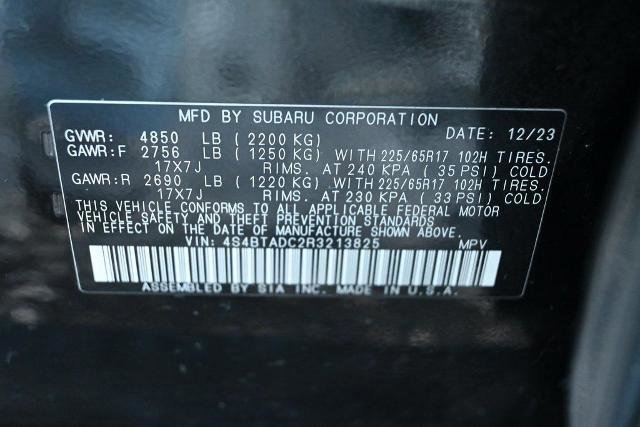 MFD BY SUBARU CORPORATION
GVWR: 4850 LB ( 2200 KG) DATE: 12/23
GAWR:F 2756 LB ( 1250 KG) WITH 225/65R17 102H TIRES.
17X7J RIMS. AT 240 KPA ( 35 PSI) COLD
GAWR:R 2690 LB ( 1220 KG) WITH 225/65R17 102H TIRES.
17X7J RIMS. AT 230 KPA ( 33 PSI) COLD
THIS VEHICLE CONFORMS TO ALL APPLICABLE FEDERAL MOTOR
VEHICLE SAFETY AND THEFT PREVENTION STANDARDS
IN EFFECT ON THE DATE OF MANUFACTURE SHOWN ABOVE.
VIN: 4S4BTADC2R3213825 MPV
ASSEMBLED BY SIA INC. MADE IN U.S.A.